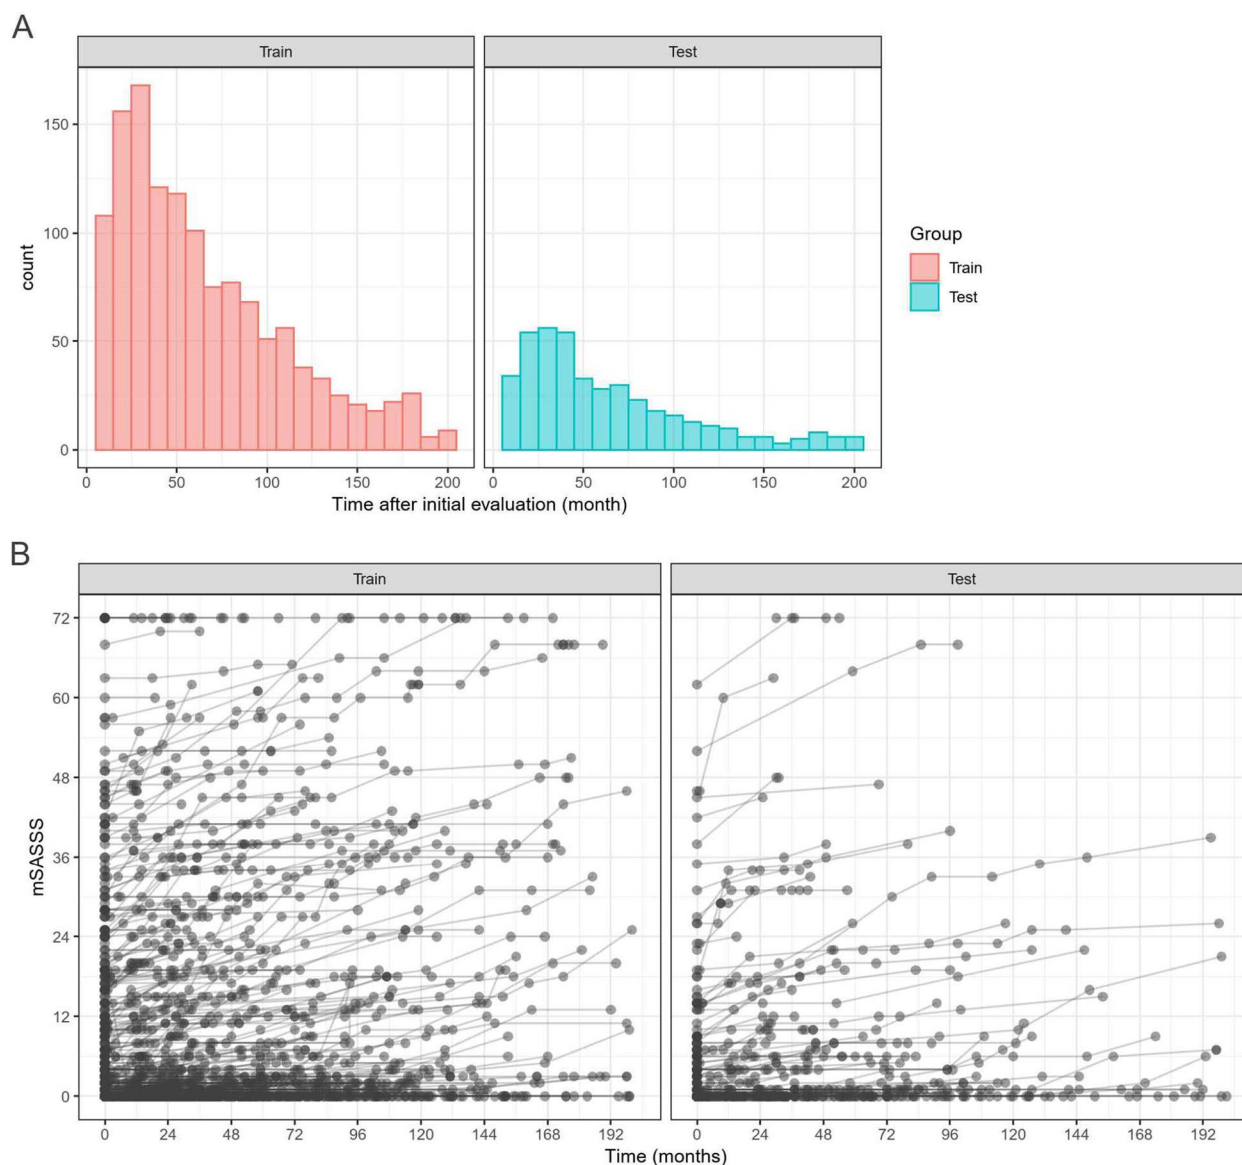 A
Train Test
150
100
50
0
count
0 50 100 150 200 0 50 100 150 200
Time after initial evaluation (month)
Group
Train
Test
B
Train Test
72
60
48
36
24
12
0
mSASSS
0 24 48 72 96 120 144 168 192 0 24 48 72 96 120 144 168 192
Time (months)